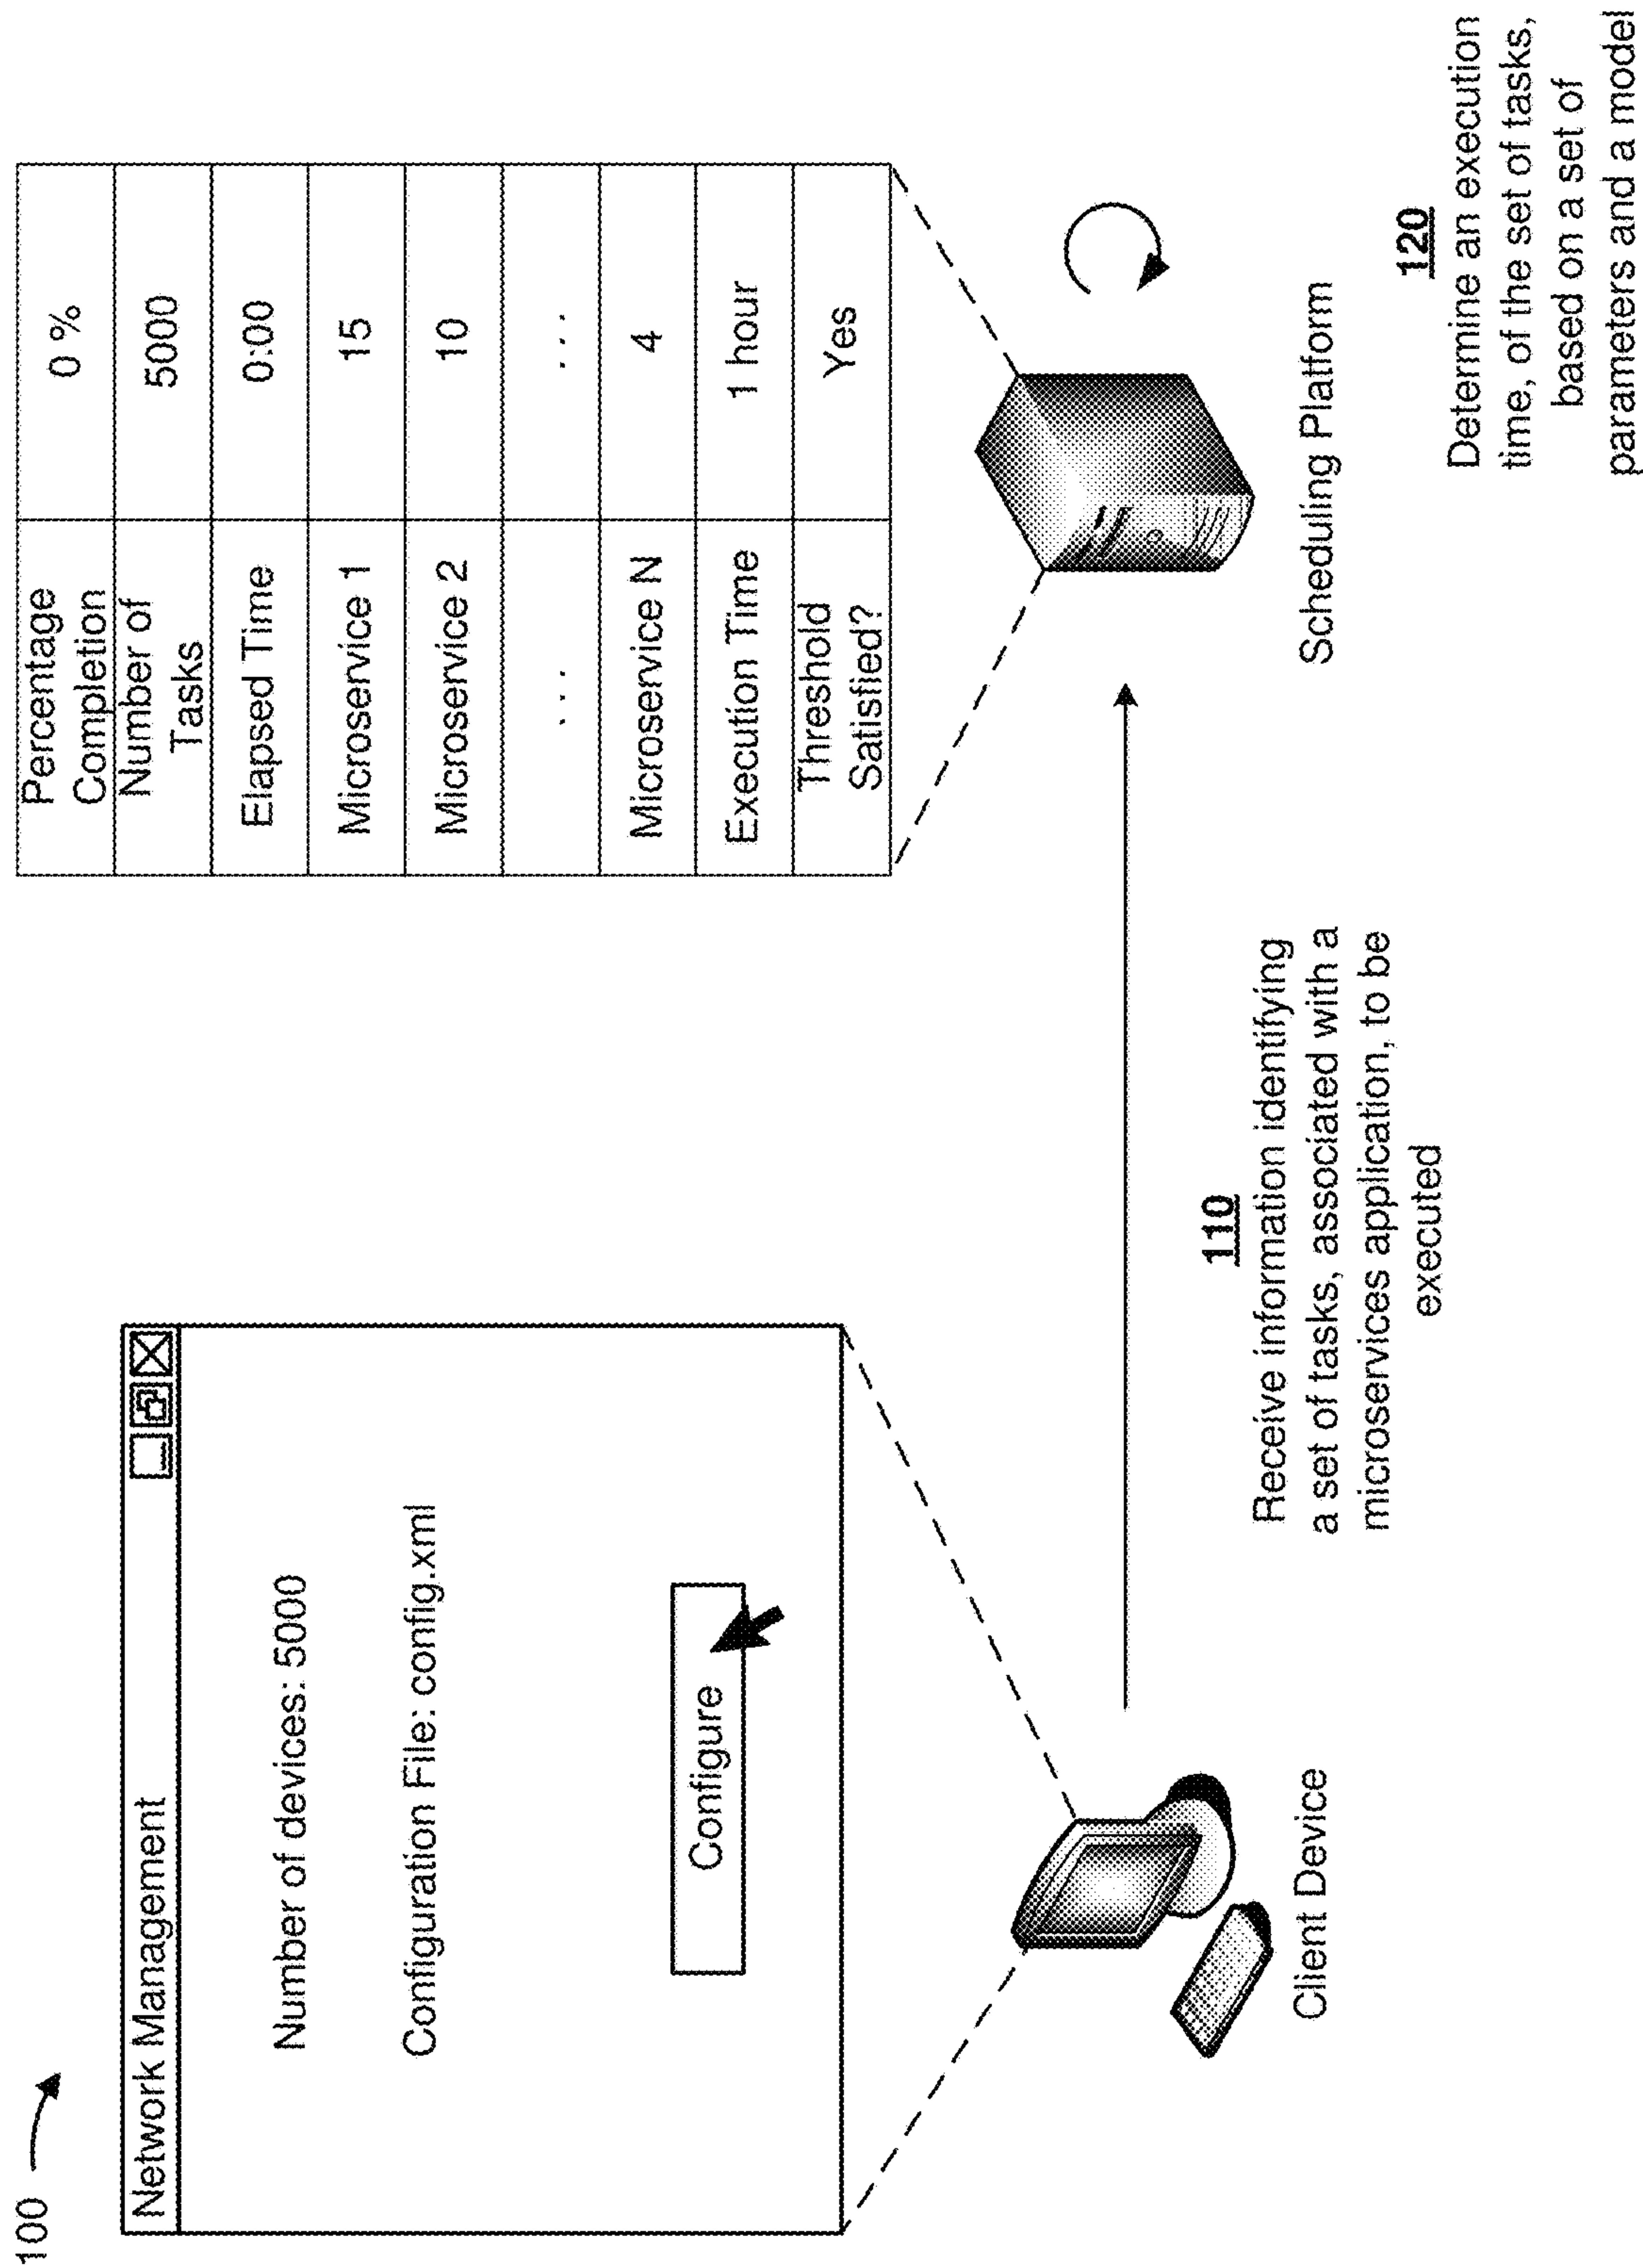 100
Network Management
Number of devices: 5000
Configuration File: config.xml
Configure
Client Device
110
Receive information identifying
a set of tasks, associated with a
microservices application, to be
executed
Percentage
Completion
0 %
Number of
Tasks
5000
Elapsed Time
0:00
Microservice 1
15
Microservice 2
10
...
...
Microservice N
4
Execution Time
1 hour
Threshold
Satisfied?
Yes
Scheduling Platform
120
Determine an execution
time, of the set of tasks,
based on a set of
parameters and a model